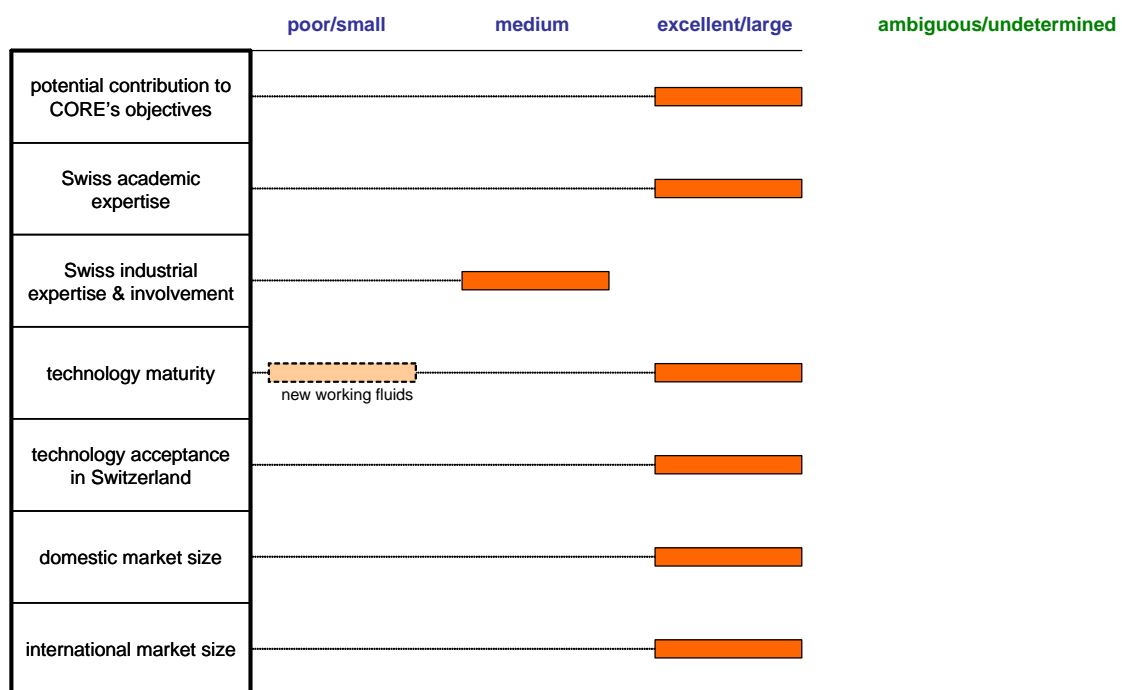 poor/small medium excellent/large ambiguous/undetermined
potential contribution to
CORE's objectives
Swiss academic
expertise
Swiss industrial
expertise & involvement
technology maturity
new working fluids
technology acceptance
in Switzerland
domestic market size
international market size